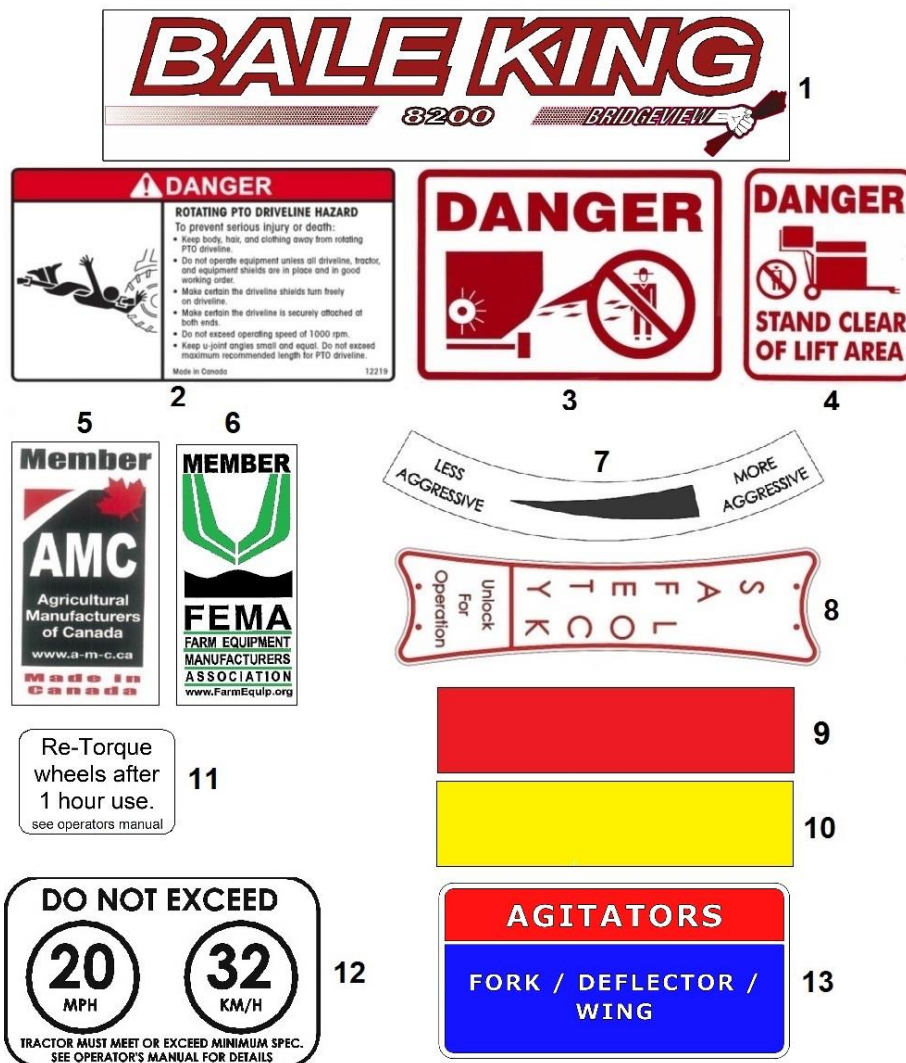 BALE KING
8200 BRIDGEVIEW
1
DANGER
ROTATING PTO DRIVELINE HAZARD
To prevent serious injury or death:
• Keep body, hair, and clothing away from rotating
PTO driveline.
• Do not operate equipment unless all driveline, tractor,
and equipment shields are in place and in good
working order.
• Make certain the driveline shields turn freely
on driveline.
• Make certain the driveline is securely attached at
both ends.
• Do not exceed operating speed of 1000 rpm.
• Keep u-joint angles small and equal. Do not exceed
maximum recommended length for PTO driveline.
Made in Canada 12219
2
DANGER
3
DANGER
STAND CLEAR
OF LIFT AREA
4
5
Member
AMC
Agricultural
Manufacturers
of Canada
www.a-m-c.ca
Made in
Canada
6
MEMBER
FEMA
FARM EQUIPMENT
MANUFACTURERS
ASSOCIATION
www.FarmEquip.org
7
LESS
AGGRESSIVE
MORE
AGGRESSIVE
SAFETY
LOCK
Unlock
For
Operation
8
9
10
Re-Torque
wheels after
1 hour use.
see operators manual
11
DO NOT EXCEED
20 32
MPH KM/H
TRACTOR MUST MEET OR EXCEED MINIMUM SPEC.
SEE OPERATOR'S MANUAL FOR DETAILS
12
AGITATORS
FORK / DEFLECTOR /
WING
13